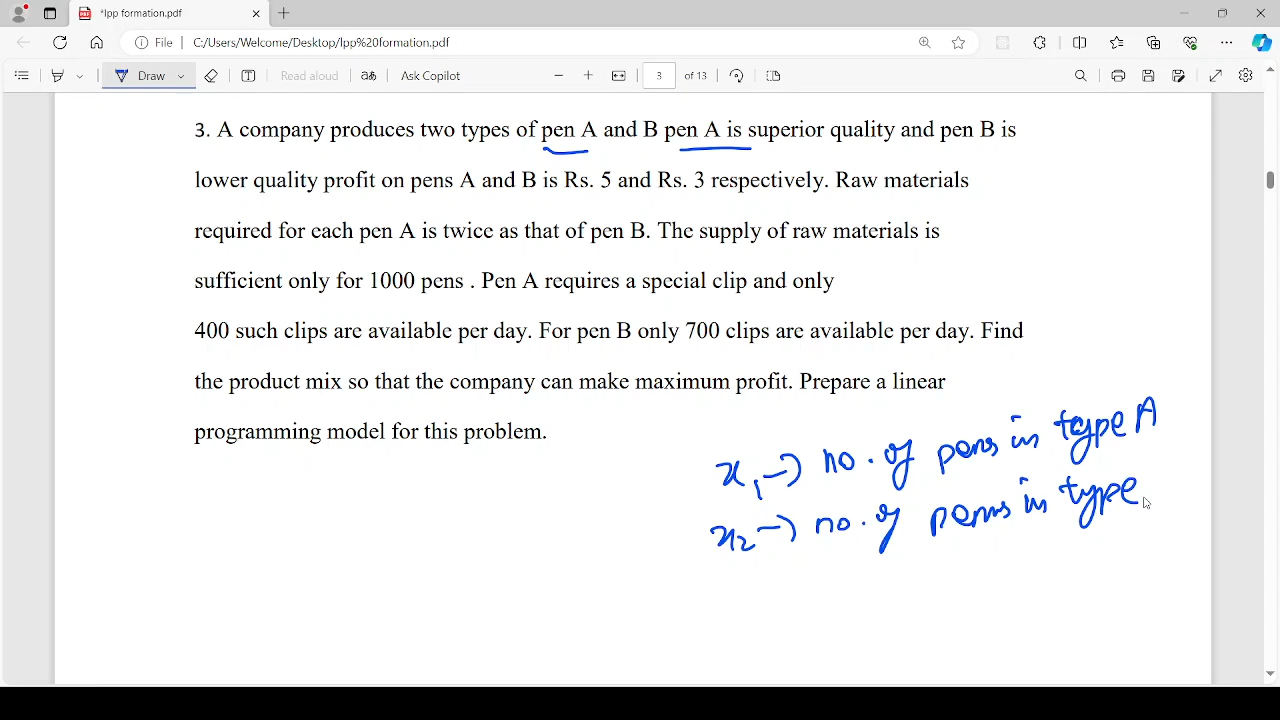 *lpp formation.pdf
File
C:/Users/Welcome/Desktop/lpp%20formation.pdf
Draw
Read aloud
Ask Copilot
3
of 13
3. A company produces two types of pen A and B pen A is superior quality and pen B is
lower quality profit on pens A and B is Rs. 5 and Rs. 3 respectively. Raw materials
required for each pen A is twice as that of pen B. The supply of raw materials is
sufficient only for 1000 pens . Pen A requires a special clip and only
400 such clips are available per day. For pen B only 700 clips are available per day. Find
the product mix so that the company can make maximum profit. Prepare a linear
programming model for this problem.
x₁ → no. of pens in type A
x₂ → no. of pens in type